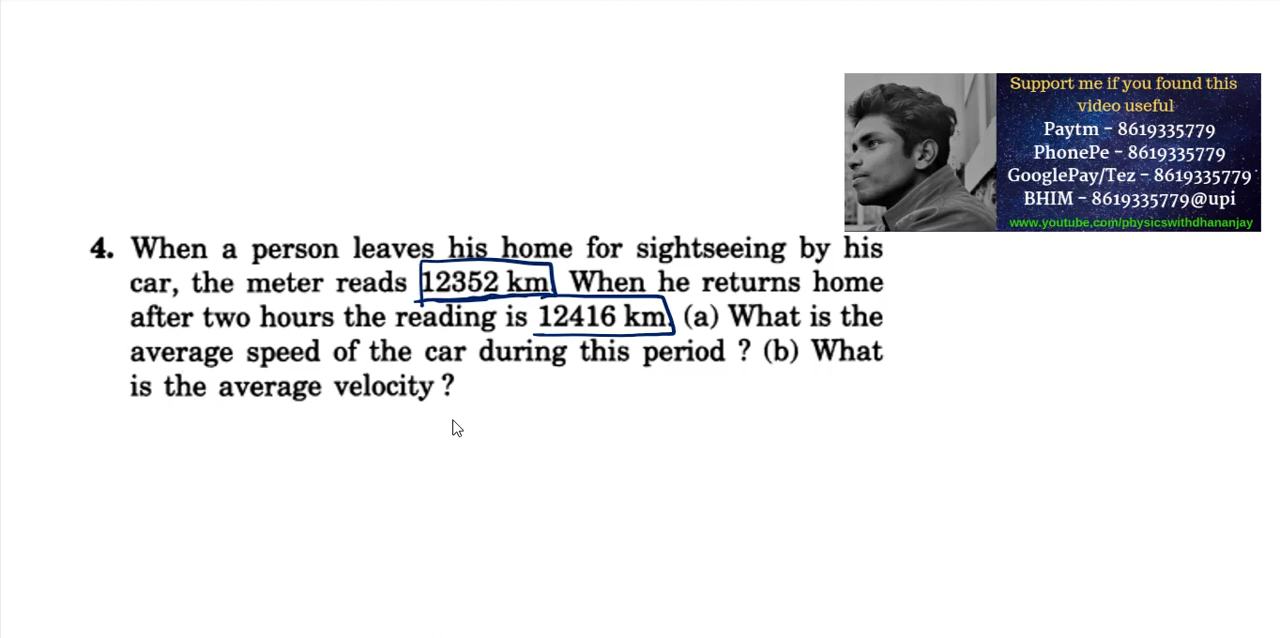 Support me if you found this
video useful
Paytm - 8619335779
PhonePe - 8619335779
GooglePay/Tez - 8619335779
BHIM - 8619335779@upi
www.youtube.com/physicswithdhananjay
4. When a person leaves his home for sightseeing by his
car, the meter reads 12352 km. When he returns home
after two hours the reading is 12416 km. (a) What is the
average speed of the car during this period ? (b) What
is the average velocity ?